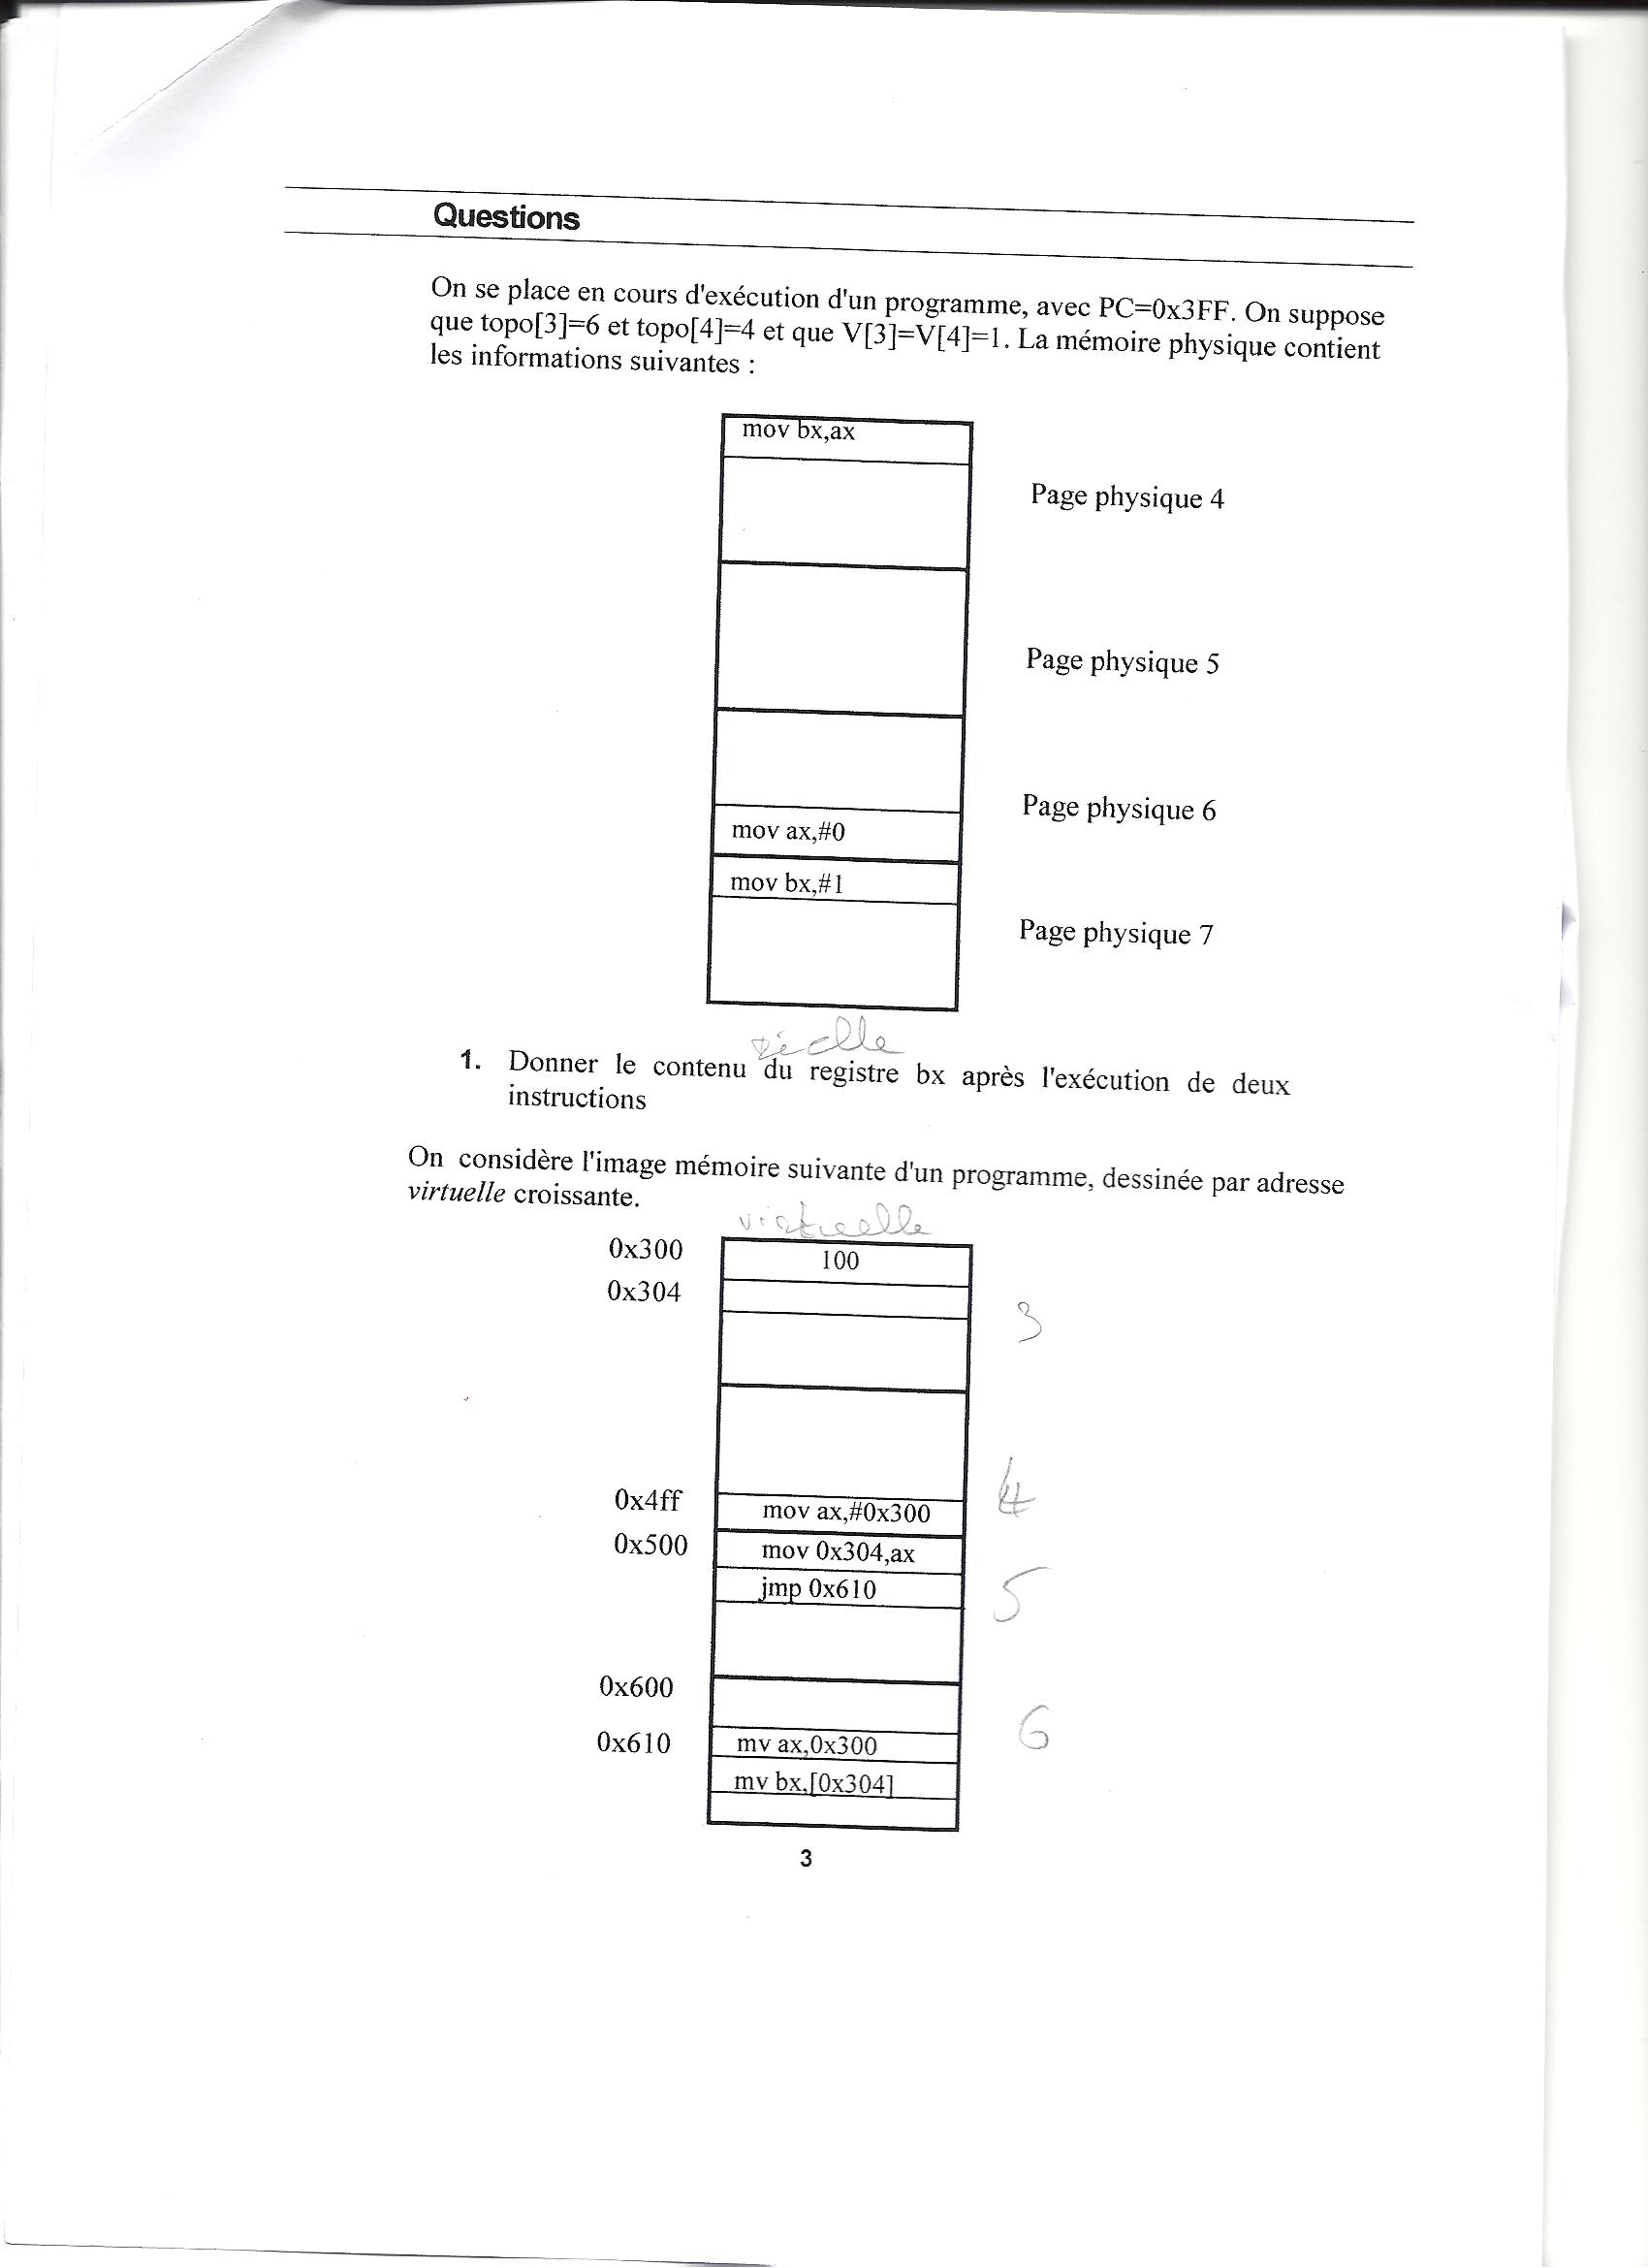 Questions
On se place en cours d'exécution d'un programme, avec PC=0x3FF. On suppose
que topo[3]=6 et topo[4]=4 et que V[3]=V[4]=1. La mémoire physique contient
les informations suivantes :
mov bx,ax
Page physique 4
Page physique 5
Page physique 6
mov ax,#0
mov bx,#1
Page physique 7
réelle
1. Donner le contenu du registre bx après l'exécution de deux
instructions
On considère l'image mémoire suivante d'un programme, dessinée par adresse
virtuelle croissante.
virtuelle
0x300 100
0x304
3
4
0x4ff mov ax,#0x300
0x500 mov 0x304,ax
jmp 0x610
5
0x600
6
0x610 mv ax,0x300
mv bx,[0x304]
3